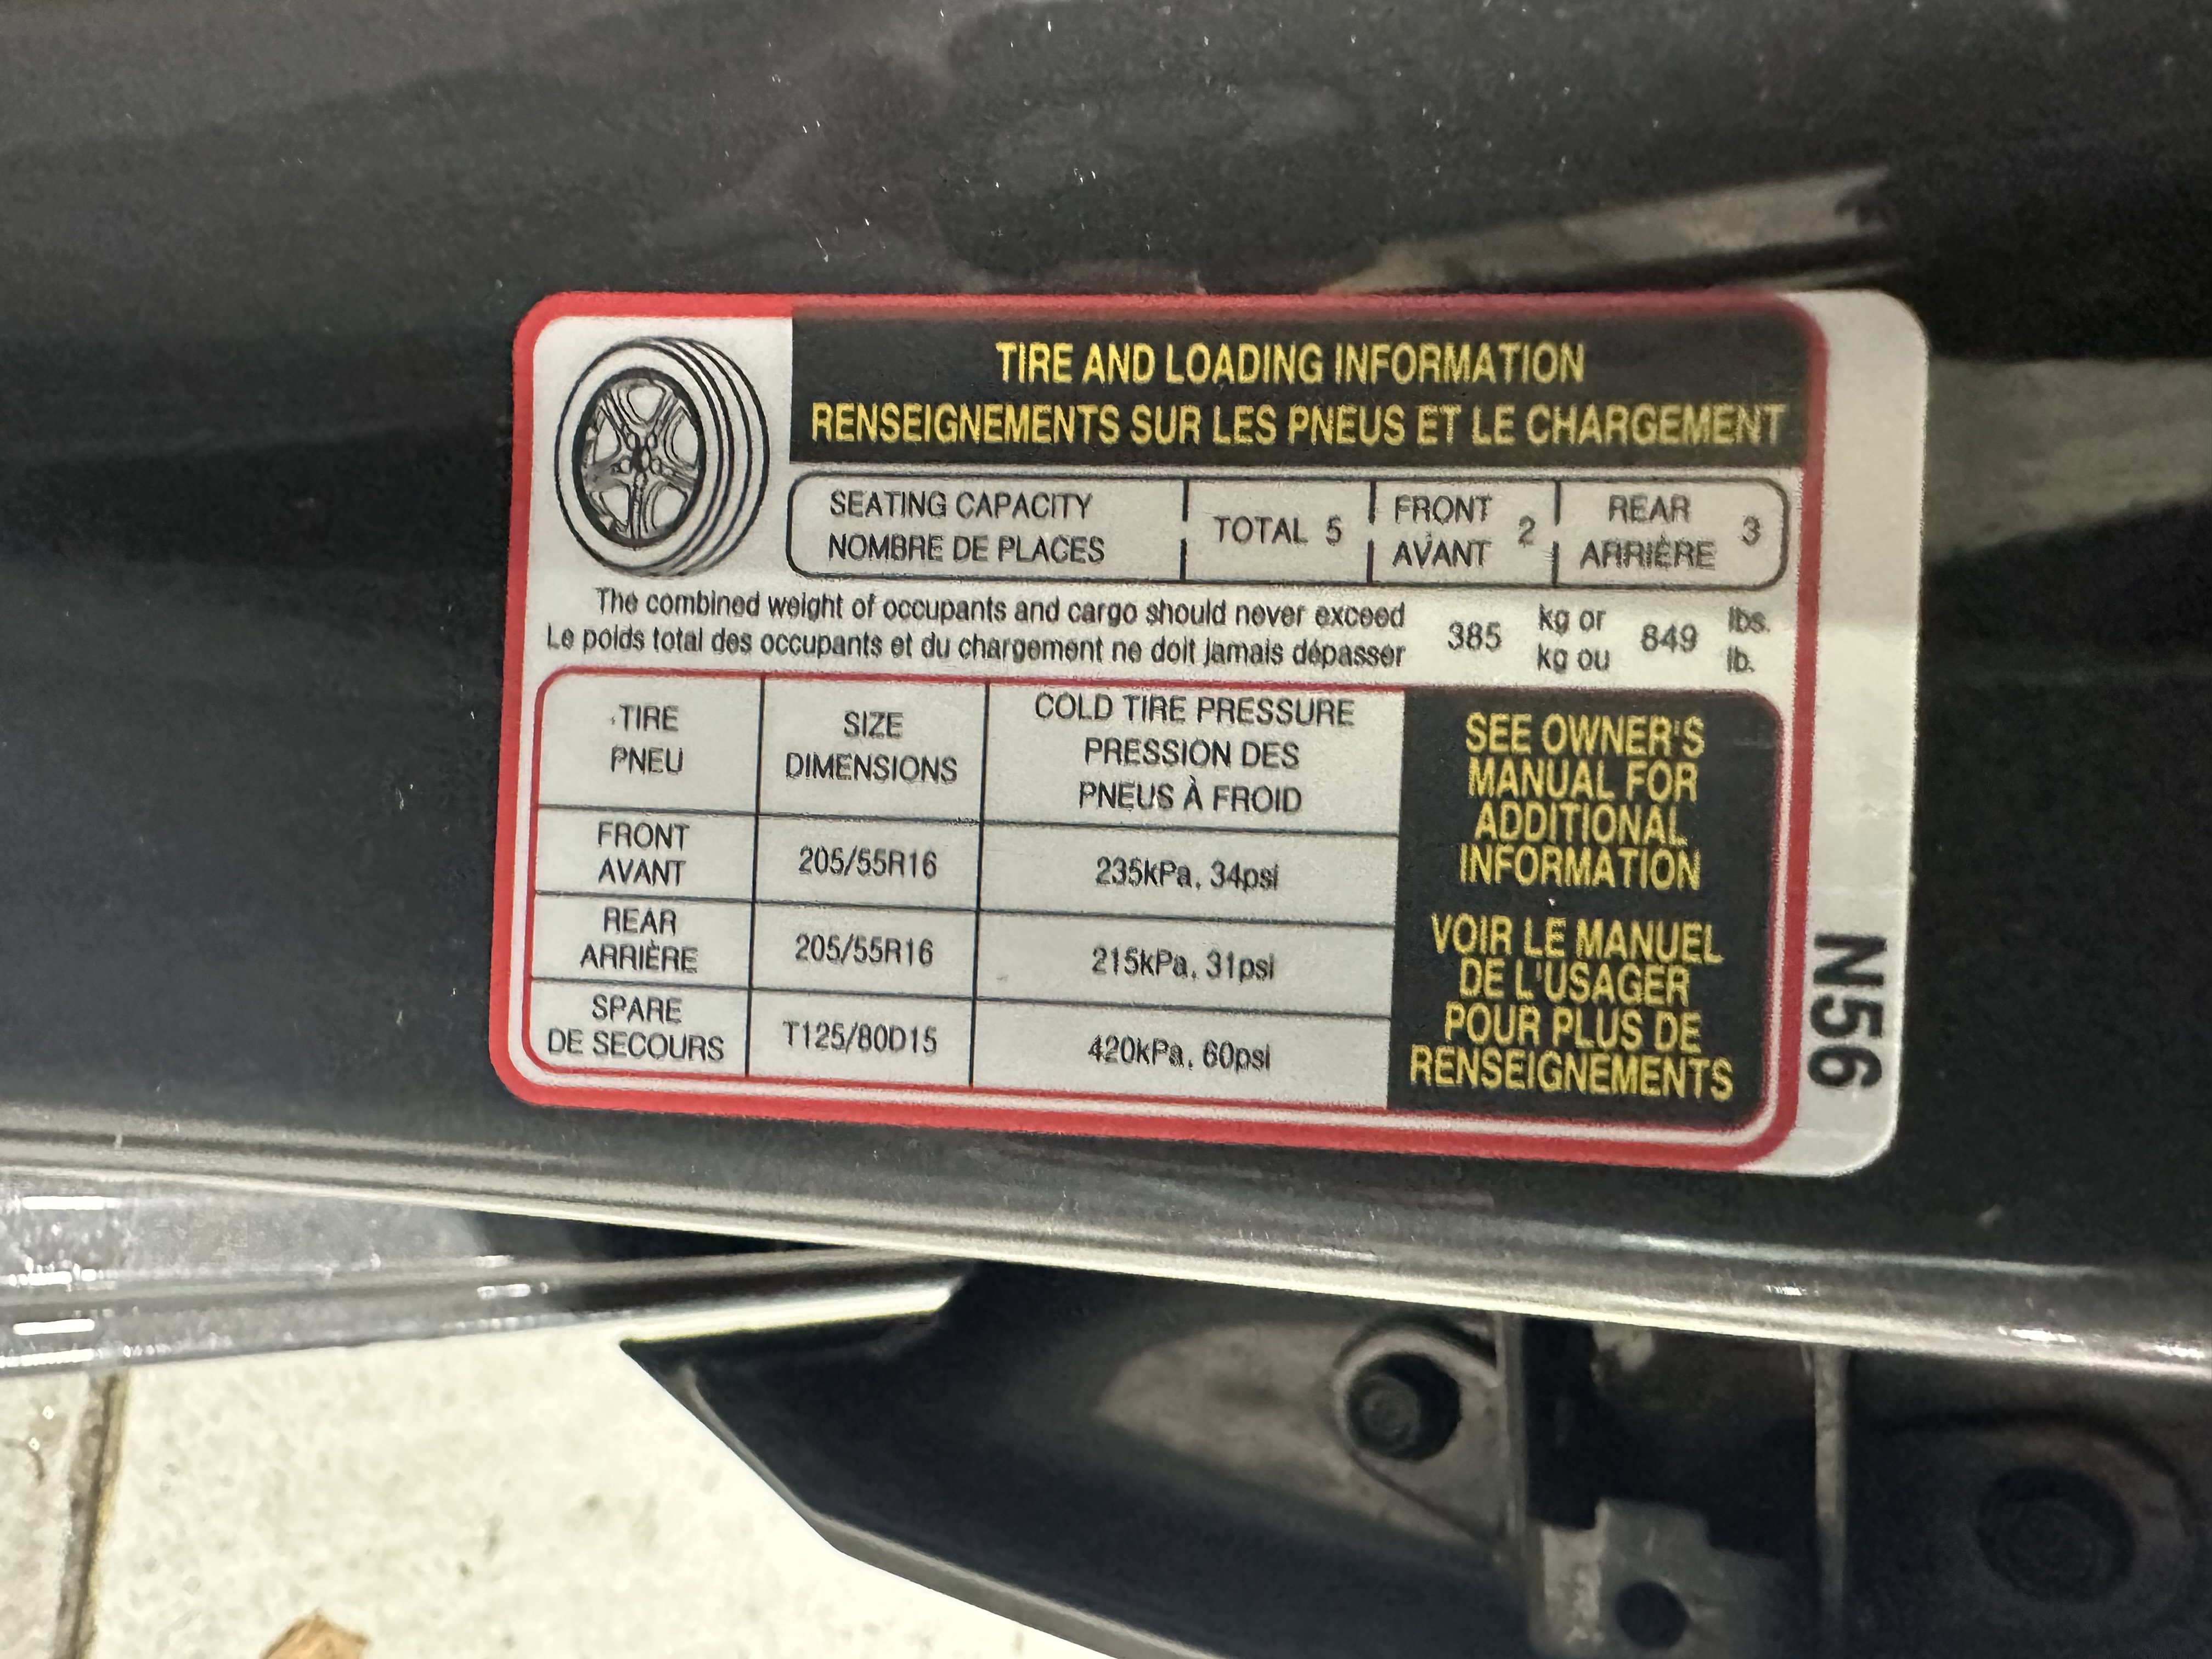 TIRE AND LOADING INFORMATION
RENSEIGNEMENTS SUR LES PNEUS ET LE CHARGEMENT
SEATING CAPACITY
NOMBRE DE PLACES
TOTAL 5
FRONT
AVANT 2
REAR
ARRIÈRE 3
The combined weight of occupants and cargo should never exceed
Le poids total des occupants et du chargement ne doit jamais dépasser
385
kg or
kg ou
849
lbs.
lb.
TIRE
PNEU
SIZE
DIMENSIONS
COLD TIRE PRESSURE
PRESSION DES
PNEUS À FROID
FRONT
AVANT
205/55R16
235kPa, 34psi
REAR
ARRIÈRE
205/55R16
215kPa, 31psi
SPARE
DE SECOURS
T125/80D15
420kPa, 60psi
SEE OWNER'S
MANUAL FOR
ADDITIONAL
INFORMATION
VOIR LE MANUEL
DE L'USAGER
POUR PLUS DE
RENSEIGNEMENTS
N56